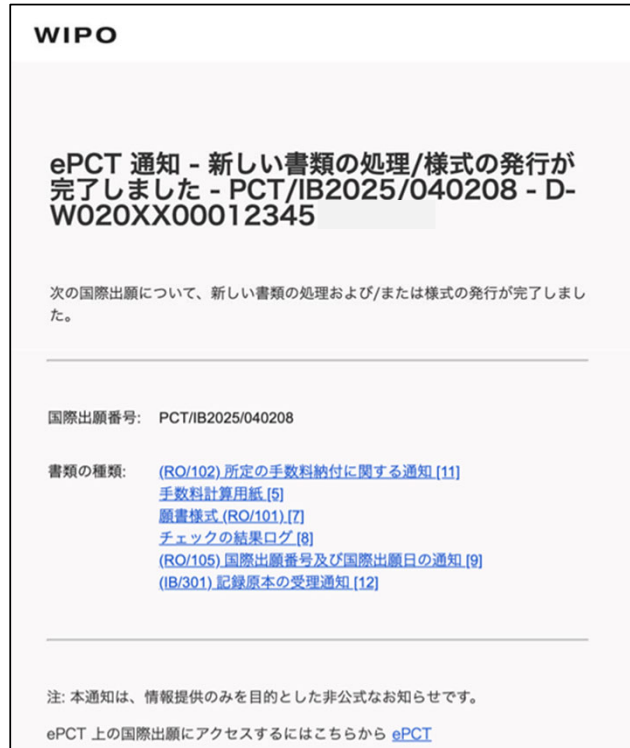 WIPO
ePCT 通知 - 新しい書類の処理/様式の発行が
完了しました - PCT/IB2025/040208 - D-
W020XX00012345
次の国際出願について、新しい書類の処理および/または様式の発行が完了しまし
た。
国際出願番号: PCT/IB2025/040208
書類の種類: (RO/102) 所定の手数料納付に関する通知 [11]
手数料計算用紙 [5]
願書様式 (RO/101) [7]
チェックの結果ログ [8]
(RO/105) 国際出願番号及び国際出願日の通知 [9]
(IB/301) 記録原本の受理通知 [12]
注: 本通知は、情報提供のみを目的とした非公式なお知らせです。
ePCT 上の国際出願にアクセスするにはこちらから ePCT